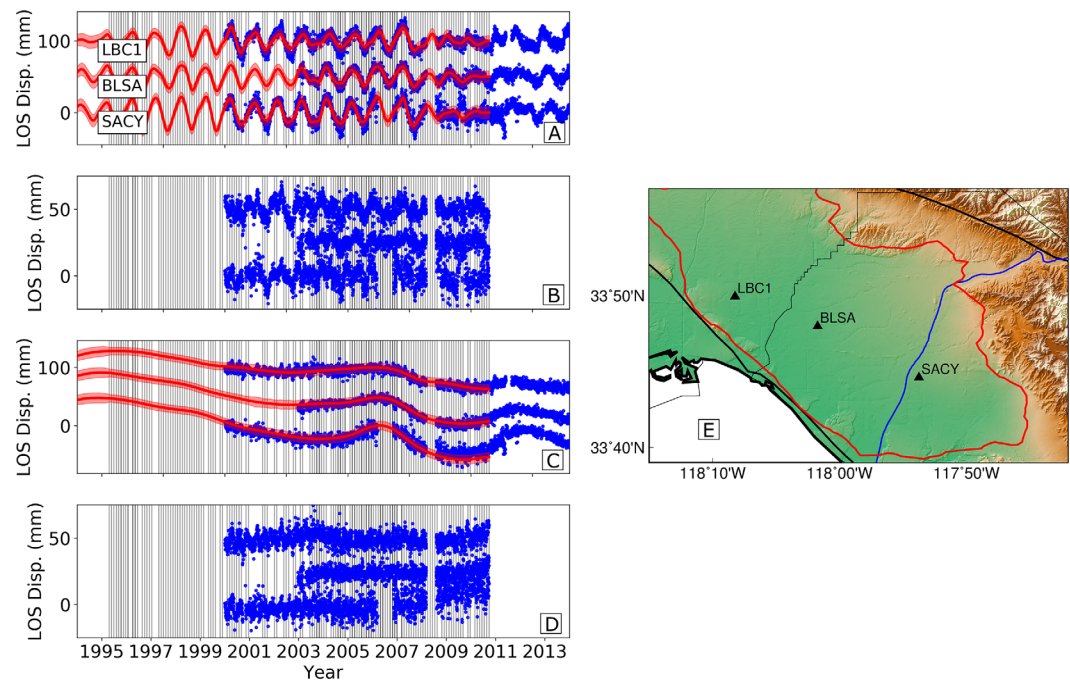 LOS Disp. (mm)
100
0
LBC1
BLSA
SACY
A
LOS Disp. (mm)
50
0
B
LOS Disp. (mm)
100
0
C
LOS Disp. (mm)
50
0
D
1995 1997 1999 2001 2003 2005 2007 2009 2011 2013
Year
33°50'N
33°40'N
LBC1
BLSA
SACY
E
118°10'W 118°00'W 117°50'W